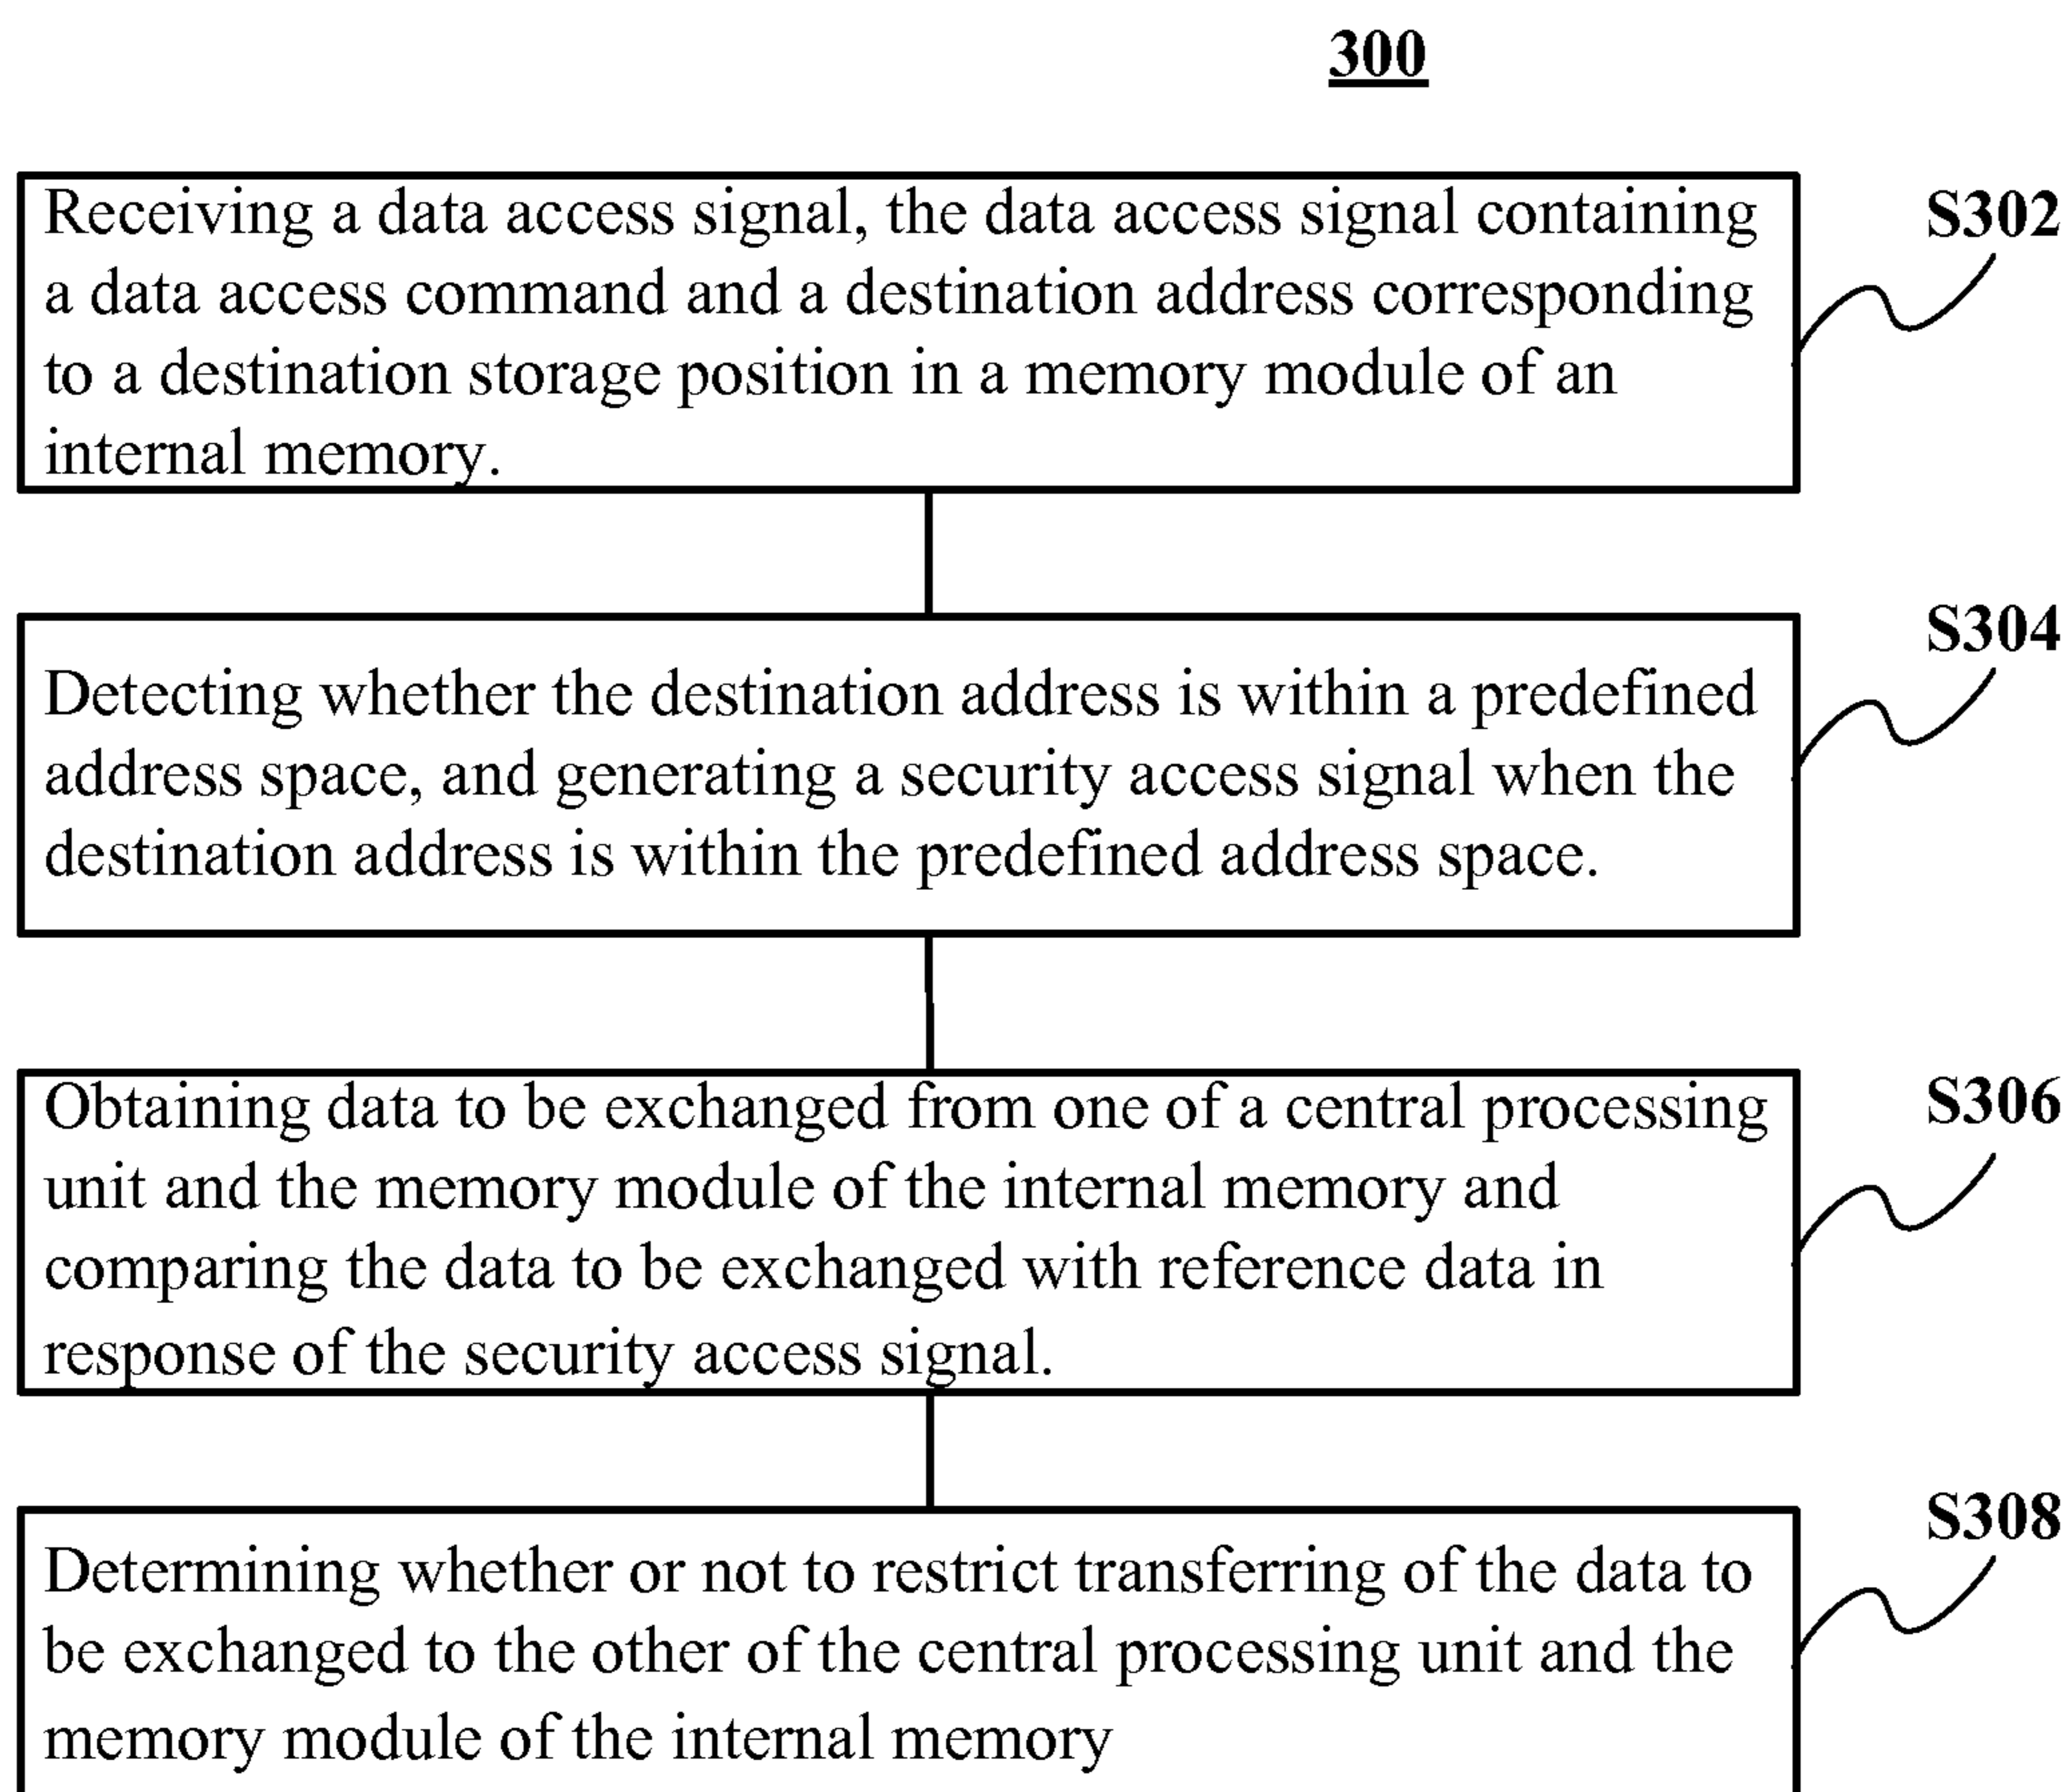 300
Receiving a data access signal, the data access signal containing
a data access command and a destination address corresponding
to a destination storage position in a memory module of an
internal memory.
S302
Detecting whether the destination address is within a predefined
address space, and generating a security access signal when the
destination address is within the predefined address space.
S304
Obtaining data to be exchanged from one of a central processing
unit and the memory module of the internal memory and
comparing the data to be exchanged with reference data in
response of the security access signal.
S306
Determining whether or not to restrict transferring of the data to
be exchanged to the other of the central processing unit and the
memory module of the internal memory
S308